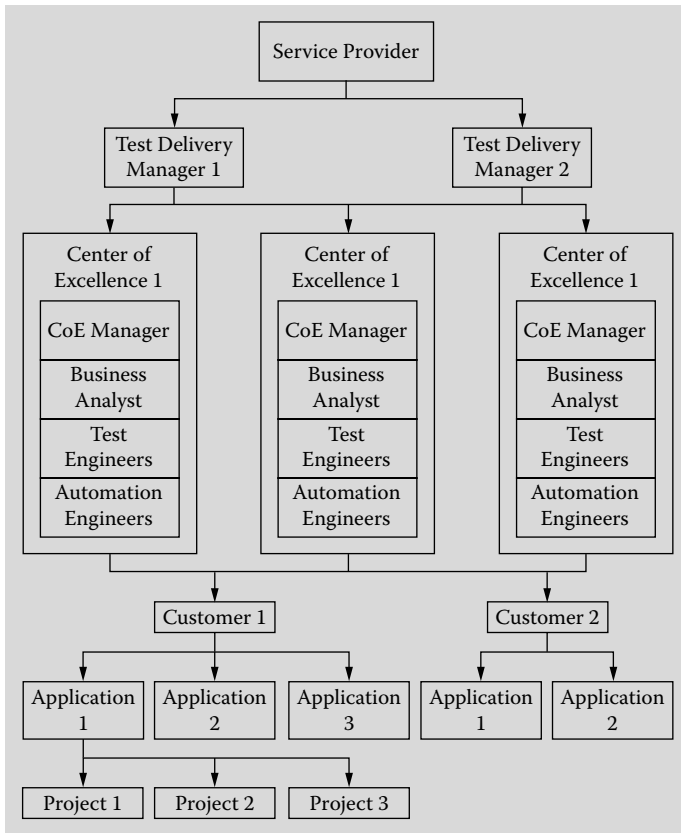 Service Provider
Test Delivery
Manager 1
Test Delivery
Manager 2
Center of
Excellence 1
CoE Manager
Business
Analyst
Test
Engineers
Automation
Engineers
Center of
Excellence 1
CoE Manager
Business
Analyst
Test
Engineers
Automation
Engineers
Center of
Excellence 1
CoE Manager
Business
Analyst
Test
Engineers
Automation
Engineers
Customer 1
Customer 2
Application
1
Application
2
Application
3
Application
1
Application
2
Project 1
Project 2
Project 3